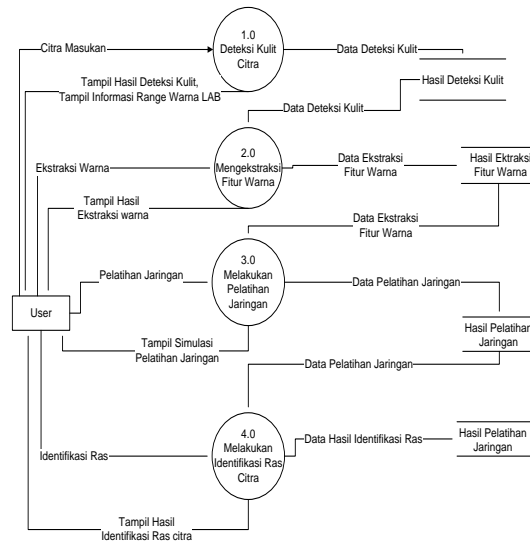 1.0
Deteksi Kulit
Citra
Citra Masukan
Data Deteksi Kulit
Hasil Deteksi Kulit
Tampil Hasil Deteksi Kulit,
Tampil Informasi Range Warna LAB
Data Deteksi Kulit
2.0
Mengekstraksi
Fitur Warna
Ekstraksi Warna
Data Ekstraksi
Fitur Warna
Hasil Ektraksi
Fitur Warna
Tampil Hasil
Ekstraksi warna
Data Ekstraksi
Fitur Warna
3.0
Melakukan
Pelatihan
Jaringan
Pelatihan Jaringan
Data Pelatihan Jaringan
User
Hasil Pelatihan
Jaringan
Tampil Simulasi
Pelatihan Jaringan
Data Pelatihan Jaringan
4.0
Melakukan
Identifikasi Ras
Citra
Identifikasi Ras
Data Hasil Identifikasi Ras
Hasil Pelatihan
Jaringan
Tampil Hasil
Identifikasi Ras citra